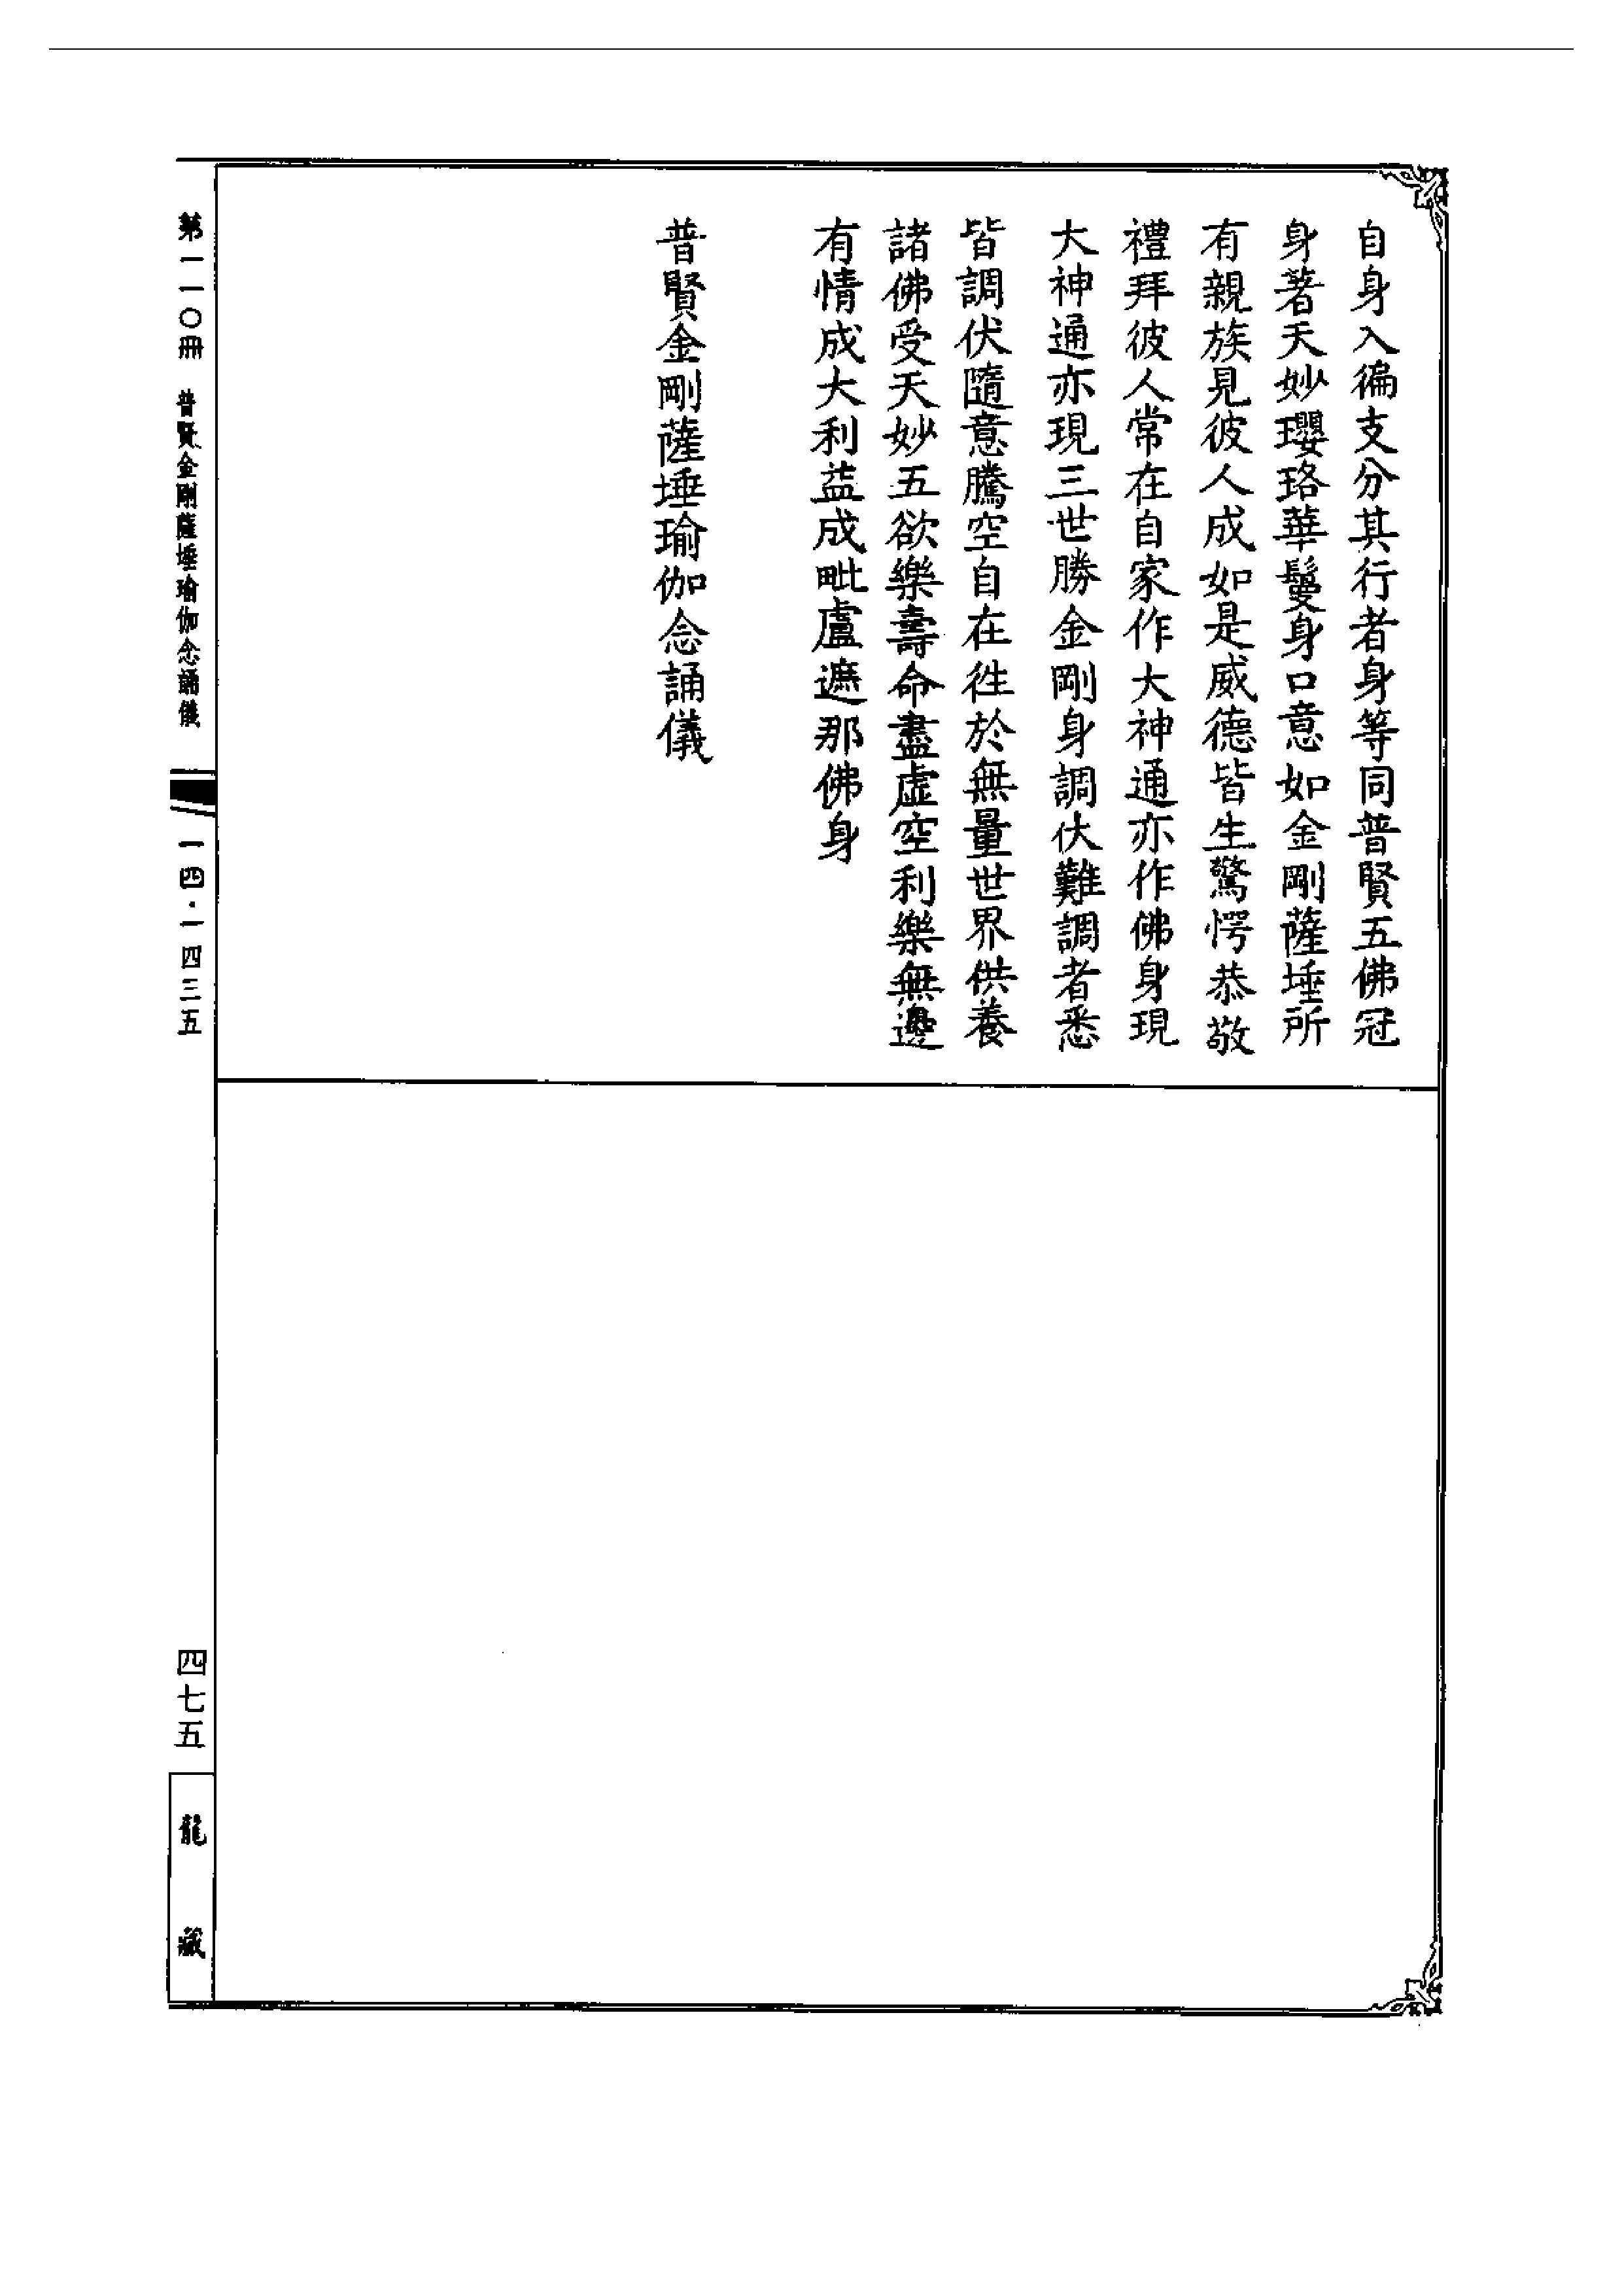 自身入徧支分其行者身等同普賢五佛冠
身著天妙瓔珞華鬘身口意如金剛薩埵所
有親族見彼人成如是威德皆生驚愕恭敬
禮拜彼人常在自家作大神通亦作佛身現
大神通亦現三世勝金剛身調伏難調者悉
皆調伏隨意騰空自在徃於無量世界供養
諸佛受天妙五欲樂壽命盡虛空利樂無邊
有情成大利益成毗盧遮那佛身
普賢金剛薩埵瑜伽念誦儀
第一一〇冊 普賢金剛薩埵瑜伽念誦儀
一四·一四三五
四七五
龍藏